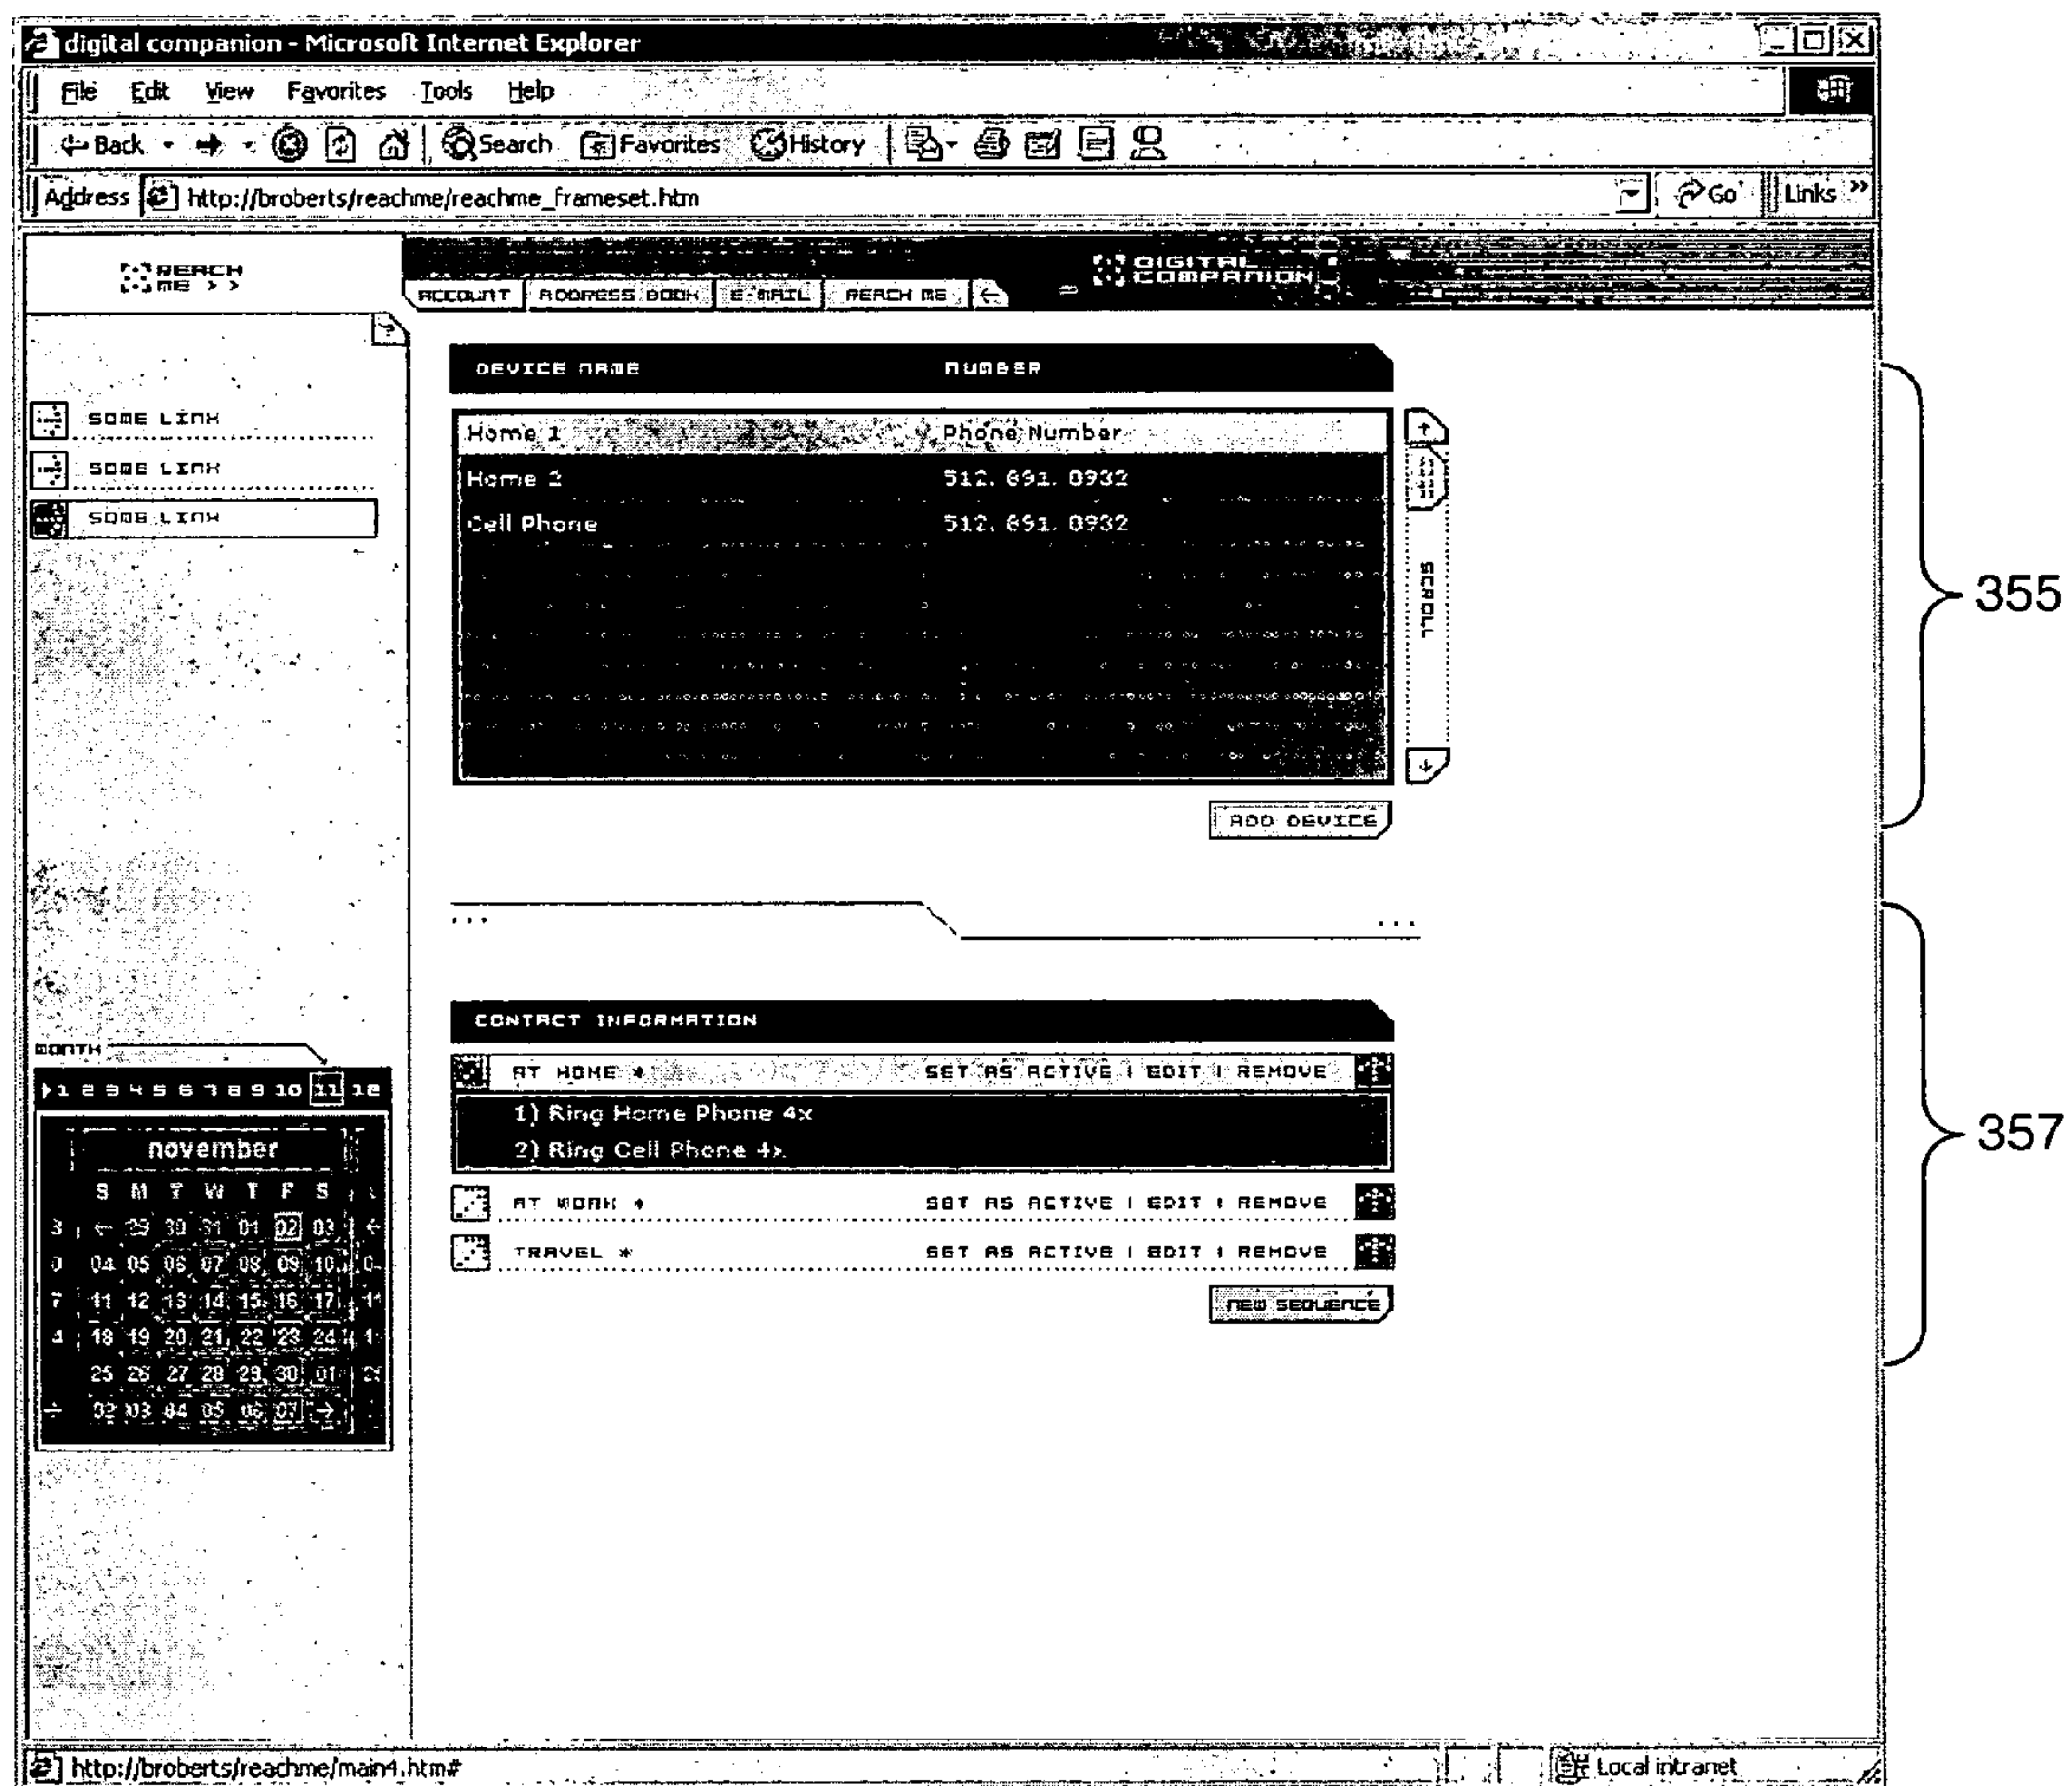 digital companion - Microsoft Internet Explorer
File Edit View Favorites Tools Help
Back Search Favorites History
Address http://broberts/reachme/reachme_frameset.htm Go Links »
REACH
ME > >
DIGITAL
COMPANION
ACCOUNT ADDRESS BOOK E-MAIL REACH ME
DEVICE NAME NUMBER
SOME LINK
SOME LINK
SOME LINK
Home 1 Phone Number
Home 2 512. 691. 0932
Cell Phone 512. 691. 0932
SCROLL
355
ADD DEVICE
... ...
CONTACT INFORMATION
AT HOME * SET AS ACTIVE | EDIT | REMOVE
1) Ring Home Phone 4x
2) Ring Cell Phone 4x
AT WORK * SET AS ACTIVE | EDIT | REMOVE
TRAVEL * SET AS ACTIVE | EDIT | REMOVE
NEW SEQUENCE
357
MONTH
1 2 3 4 5 6 7 8 9 10 11 12
november
S M T W T F S
← 29 30 31 01 02 03
04 05 06 07 08 09 10
11 12 13 14 15 16 17
18 19 20 21 22 23 24
25 26 27 28 29 30 01
02 03 04 05 06 07 →
http://broberts/reachme/main4.htm# Local intranet